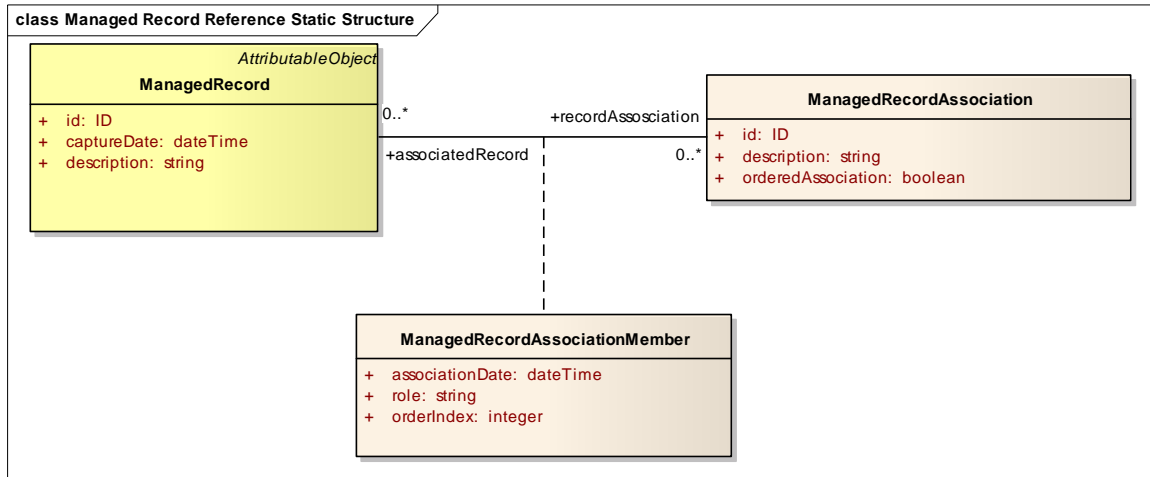 class Managed Record Reference Static Structure
AttributableObject
ManagedRecord
+ id: ID
+ captureDate: dateTime
+ description: string
0..*
+associatedRecord
+recordAssosciation
0..*
ManagedRecordAssociation
+ id: ID
+ description: string
+ orderedAssociation: boolean
ManagedRecordAssociationMember
+ associationDate: dateTime
+ role: string
+ orderIndex: integer